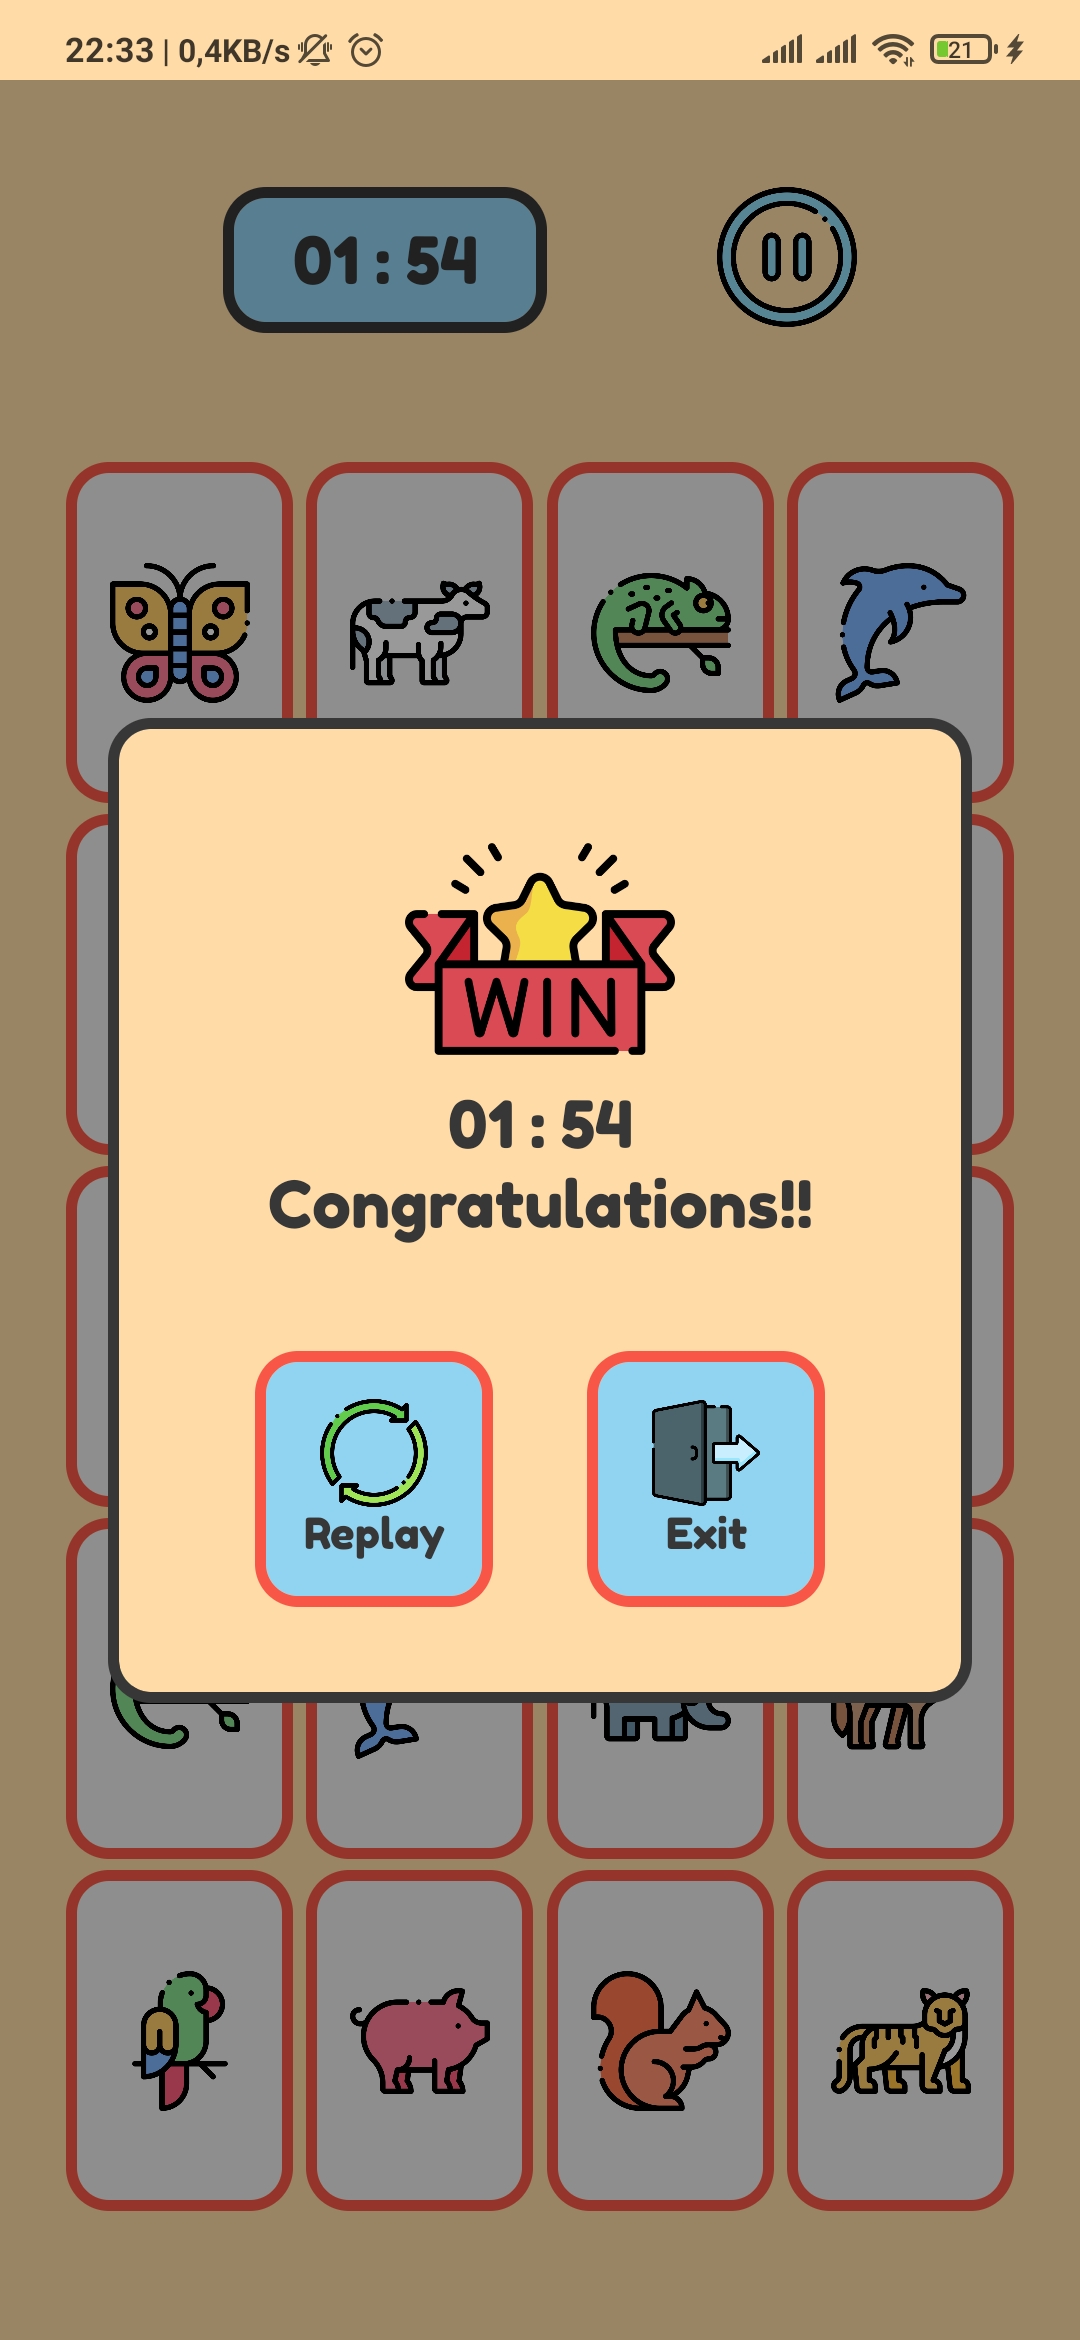 22:33 | 0,4KB/s 21
01 : 54
WIN
01 : 54
Congratulations!!
Replay Exit